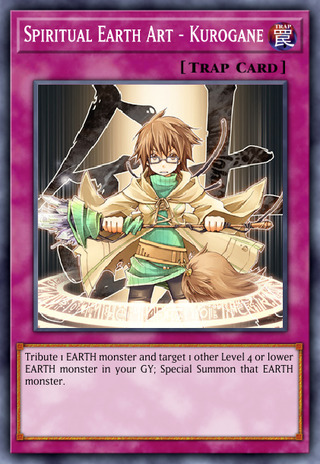 Spiritual Earth Art - Kurogane
TRAP
罠
[Trap Card]
Tribute 1 EARTH monster and target 1 other Level 4 or lower
EARTH monster in your GY; Special Summon that EARTH
monster.